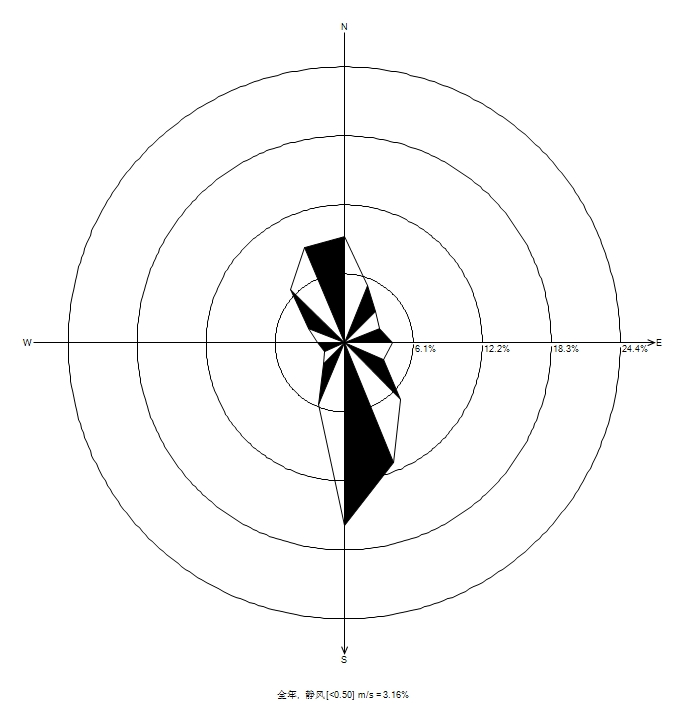 N
W
E
6.1%
12.2%
18.3%
24.4%
S
全年, 静风[<0.50] m/s = 3.16%